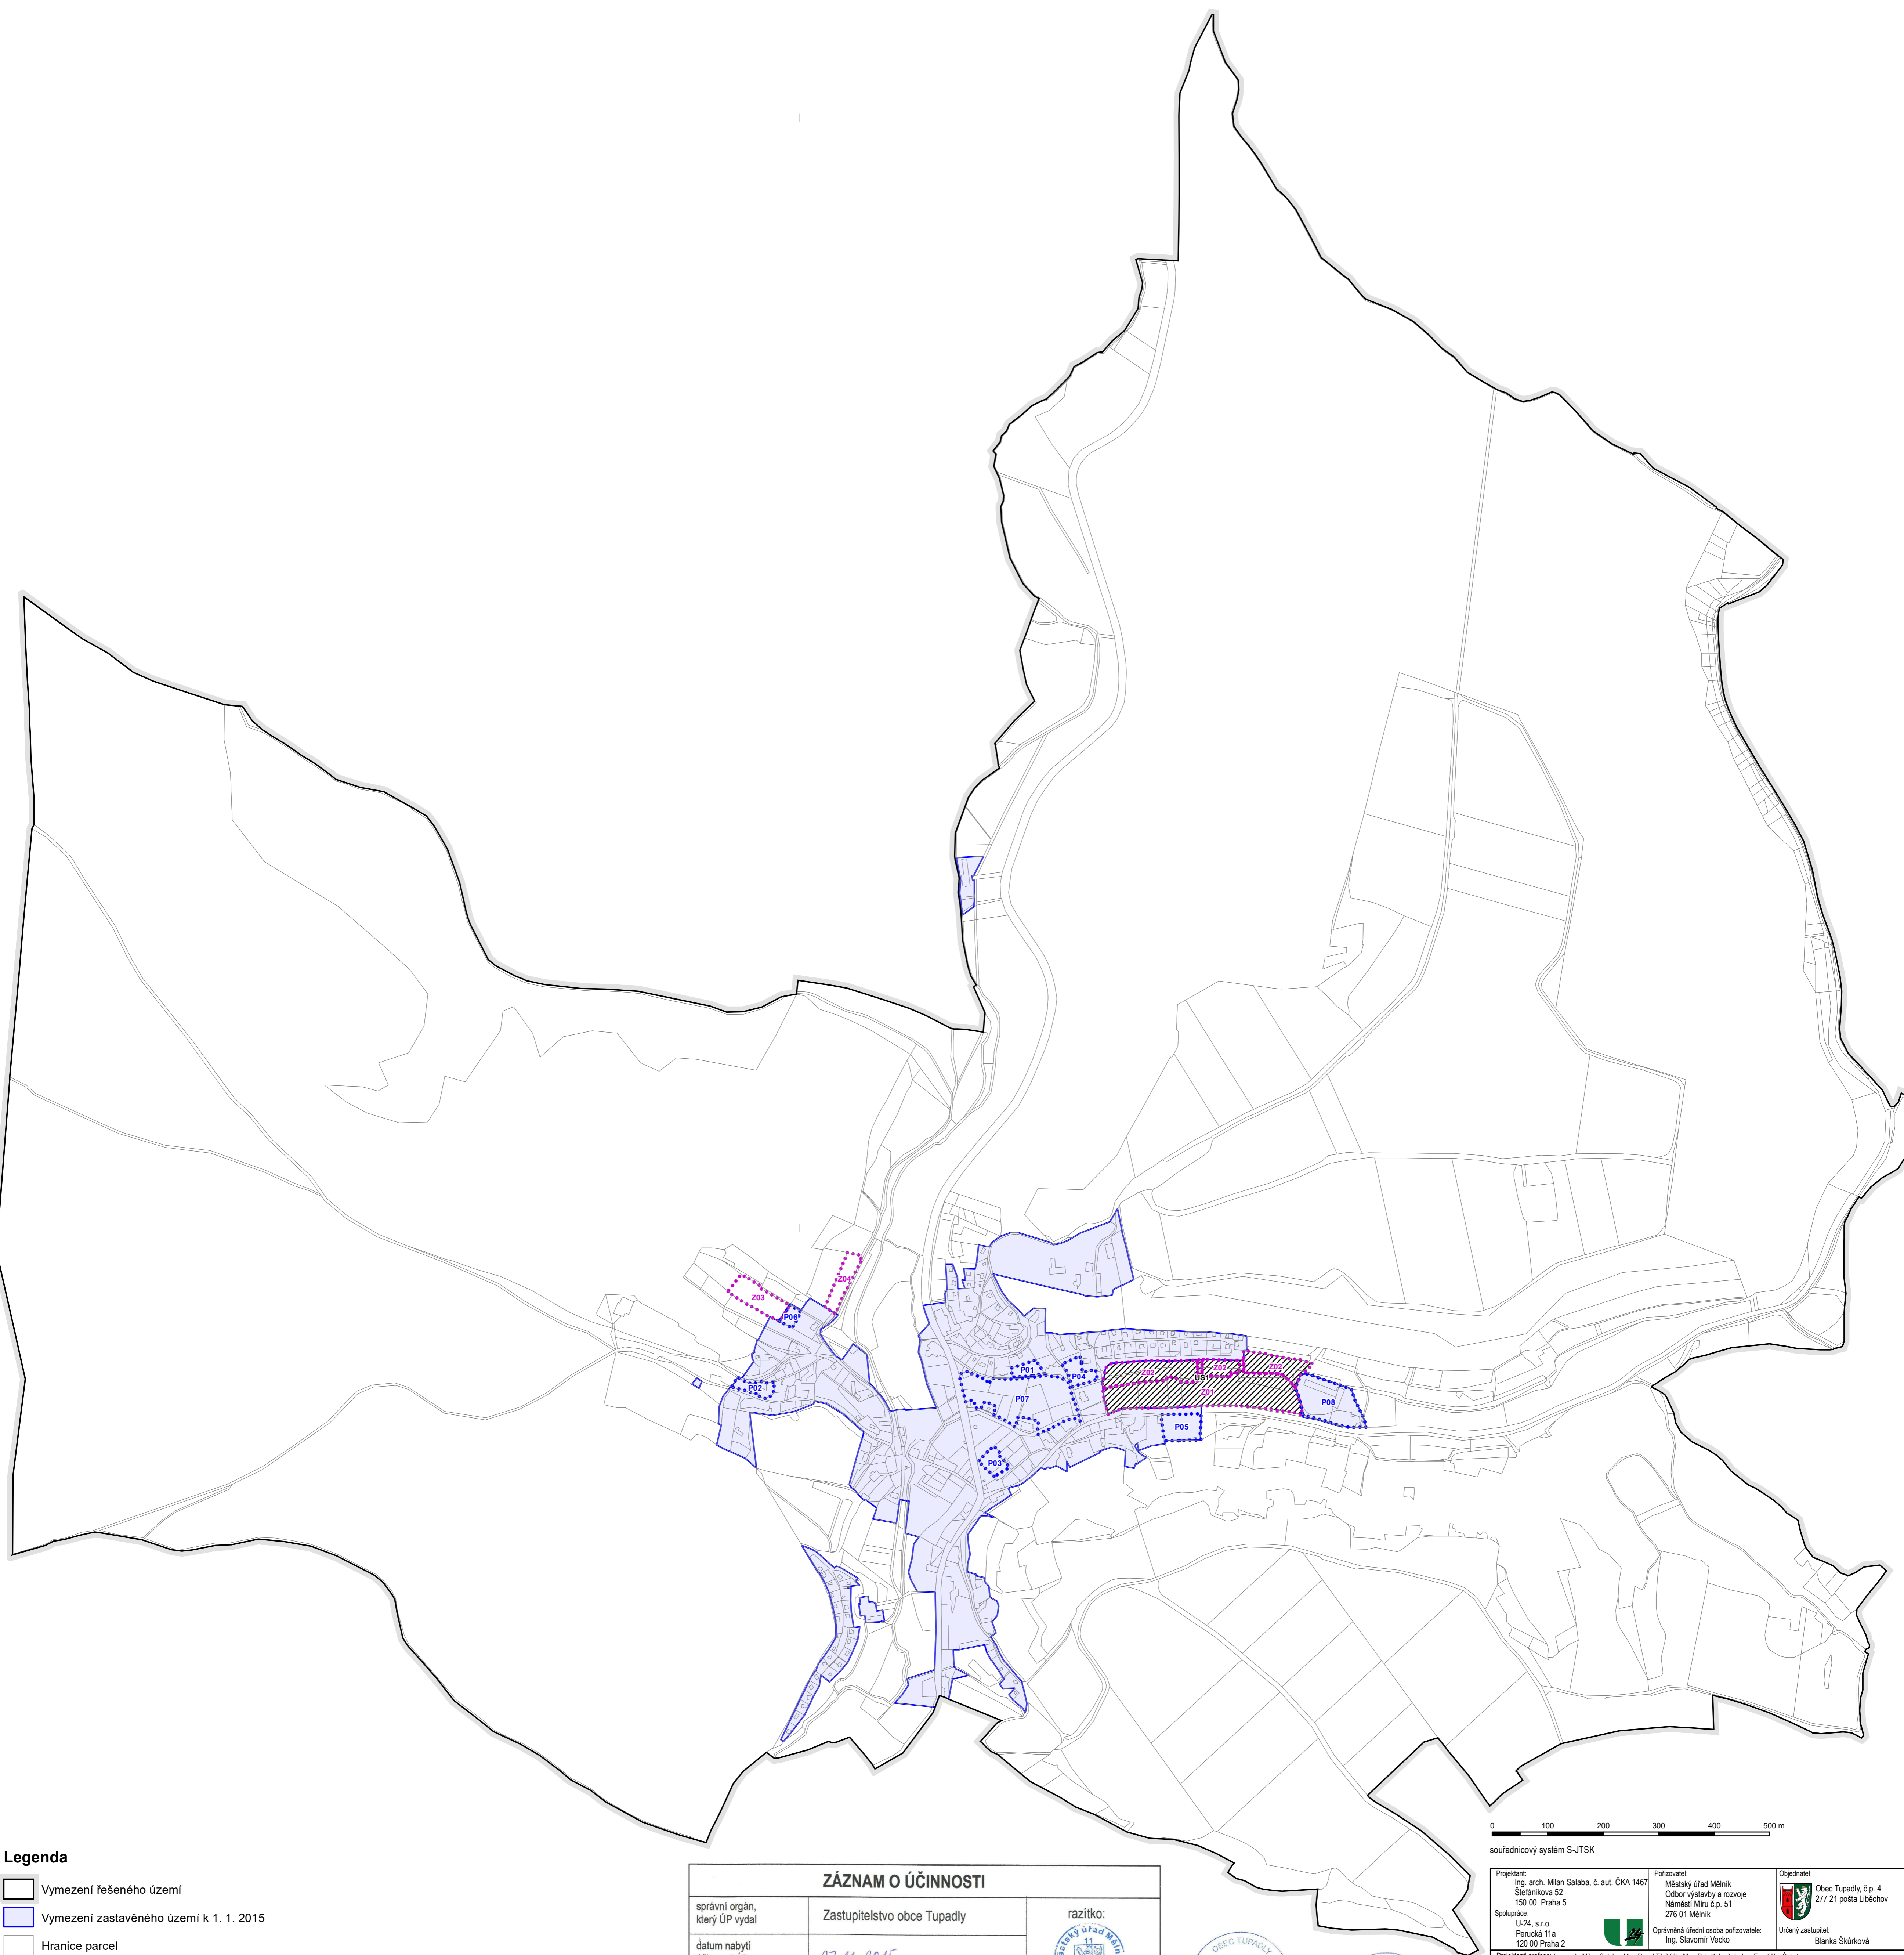 Z04
Z03
P06
P02
P01
P04
Z02
Z02
Z02
US1
Z01
P07
P08
P05
P03
0 100 200 300 400 500 m
souřadnicový systém S-JTSK
Legenda
Vymezení řešeného území
Vymezení zastavěného území k 1. 1. 2015
Hranice parcel
ZÁZNAM O ÚČINNOSTI
správní orgán,
který ÚP vydal
Zastupitelstvo obce Tupadly
razítko:
datum nabytí
OBEC TUPADLY
Projektant:
Ing. arch. Milan Salaba, č. aut. ČKA 1467
Štefánikova 52
150 00 Praha 5
Spolupráce:
U-24, s.r.o.
Perucká 11a
120 00 Praha 2
Pořizovatel:
Městský úřad Mělník
Odbor výstavby a rozvoje
Náměstí Míru č.p. 51
276 01 Mělník
Oprávněná úřední osoba pořizovatele:
Ing. Slavomír Vecko
Objednatel:
Obec Tupadly, č.p. 4
277 21 pošta Liběchov
Určený zastupitel:
Blanka Škůrková